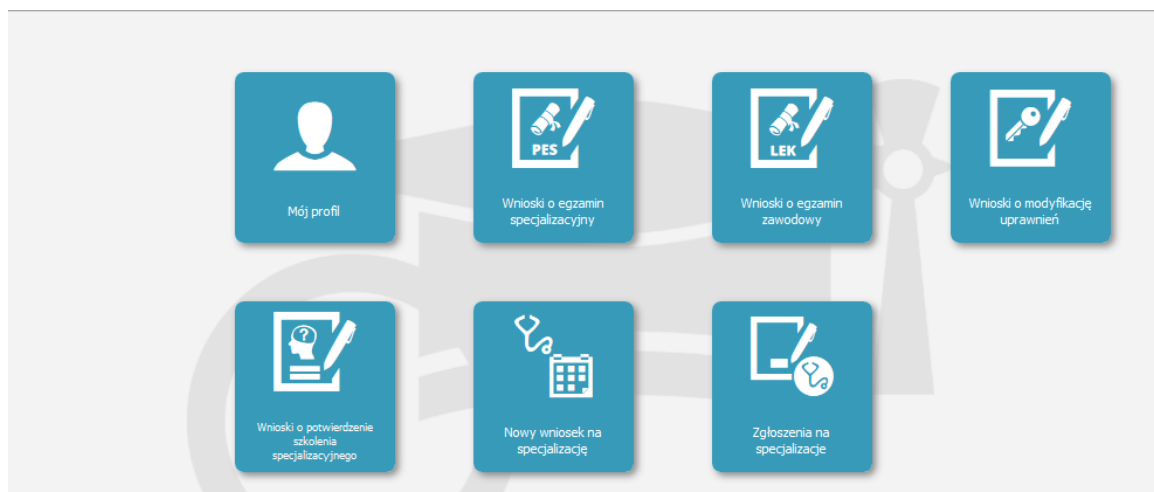 PES
LEK
Mój profil
Wnioski o egzamin
specjalizacyjny
Wnioski o egzamin
zawodowy
Wnioski o modyfikację
uprawnień
?
Wnioski o potwierdzenie
szkolenia
specjalizacyjnego
Nowy wniosek na
specjalizację
Zgłoszenia na
specjalizacje